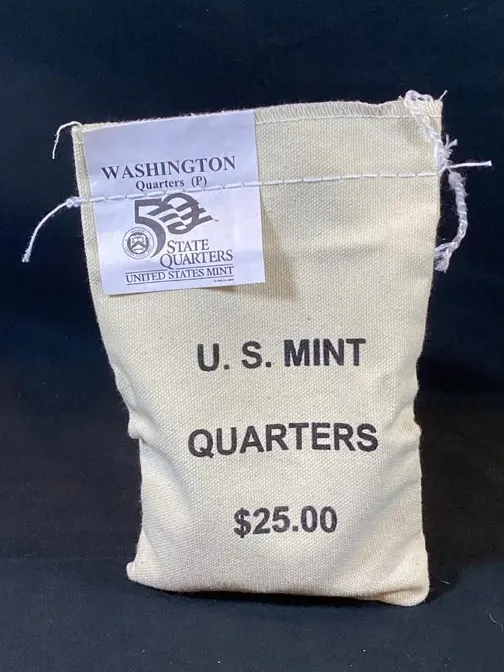 WASHINGTON
Quarters (P)
50
STATE
QUARTERS
UNITED STATES MINT
U. S. MINT
QUARTERS
$25.00